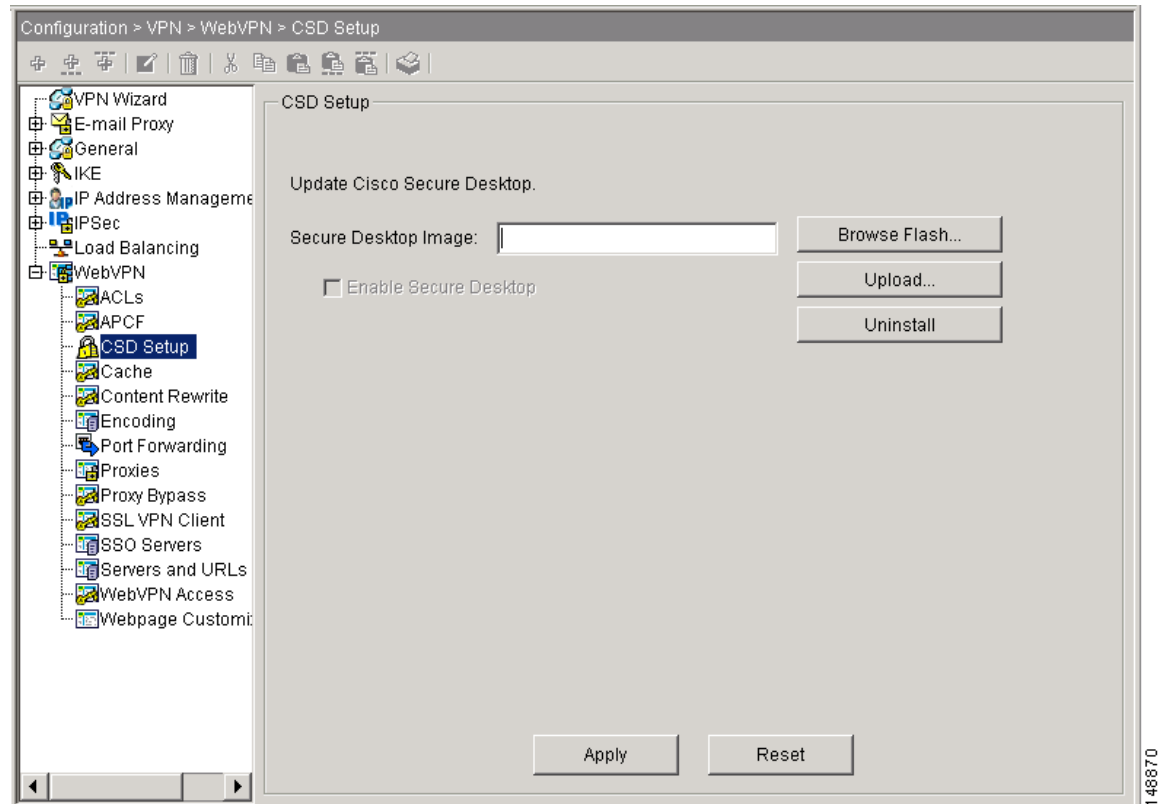 Configuration > VPN > WebVPN > CSD Setup
VPN Wizard
E-mail Proxy
General
IKE
IP Address Manageme
IPSec
Load Balancing
WebVPN
ACLs
APCF
CSD Setup
Cache
Content Rewrite
Encoding
Port Forwarding
Proxies
Proxy Bypass
SSL VPN Client
SSO Servers
Servers and URLs
WebVPN Access
Webpage Customi
CSD Setup
Update Cisco Secure Desktop.
Secure Desktop Image:
Browse Flash...
Enable Secure Desktop
Upload...
Uninstall
Apply
Reset
148870